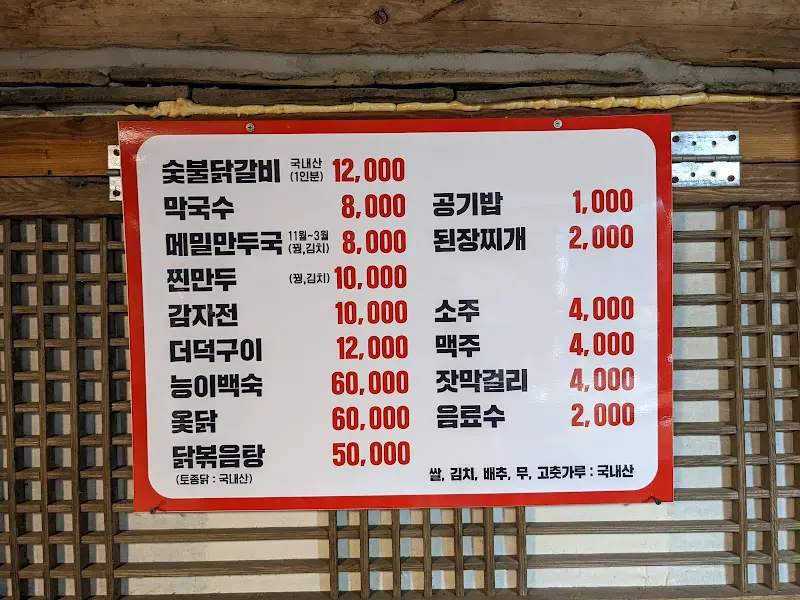 숯불닭갈비 국내산 (1인분) 12,000
막국수 8,000
메밀만두국 11월~3월 (꿩,김치) 8,000
찐만두 (꿩,김치) 10,000
감자전 10,000
더덕구이 12,000
능이백숙 60,000
옻닭 60,000
닭볶음탕 50,000
(토종닭 : 국내산)
공기밥 1,000
된장찌개 2,000
소주 4,000
맥주 4,000
잣막걸리 4,000
음료수 2,000
쌀, 김치, 배추, 무, 고춧가루 : 국내산